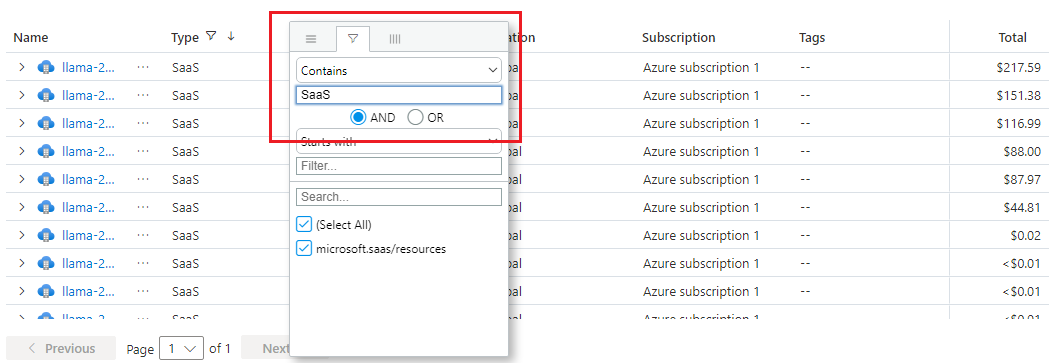 Name Type ation Subscription Tags Total
Contains
llama-2... ... SaaS bal Azure subscription 1 -- $217.59
SaaS
llama-2... ... SaaS bal Azure subscription 1 -- $151.38
AND OR
llama-2... ... SaaS bal Azure subscription 1 -- $116.99
Starts with
llama-2... ... SaaS bal Azure subscription 1 -- $88.00
Filter...
llama-2... ... SaaS bal Azure subscription 1 -- $87.97
Search...
llama-2... ... SaaS bal Azure subscription 1 -- $44.81
(Select All)
llama-2... ... SaaS bal Azure subscription 1 -- $0.02
microsoft.saas/resources
llama-2... ... SaaS bal Azure subscription 1 -- <$0.01
llama-2... ... SaaS bal Azure subscription 1 -- <$0.01
llama-2... ... SaaS bal Azure subscription 1 -- <$0.01
Previous Page 1 of 1 Next